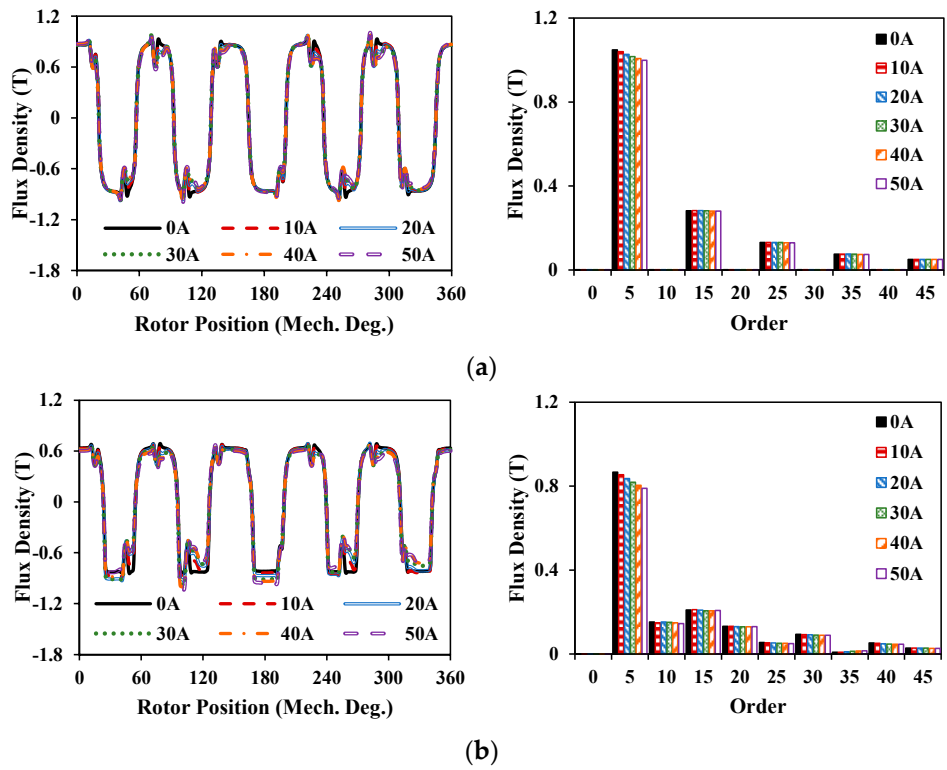 Flux Density (T)
1.8
1.2
0.6
0
-0.6
-1.2
-1.8
0A 10A 20A
30A 40A 50A
0 60 120 180 240 300 360
Rotor Position (Mech. Deg.)
Flux Density (T)
1.2
0.8
0.4
0
0A
10A
20A
30A
40A
50A
0 5 10 15 20 25 30 35 40 45
Order
(a)
Flux Density (T)
1.2
0.6
0
-0.6
-1.2
-1.8
0A 10A 20A
30A 40A 50A
0 60 120 180 240 300 360
Rotor Position (Mech. Deg.)
Flux Density (T)
1.2
0.8
0.4
0
0A
10A
20A
30A
40A
50A
0 5 10 15 20 25 30 35 40 45
Order
(b)